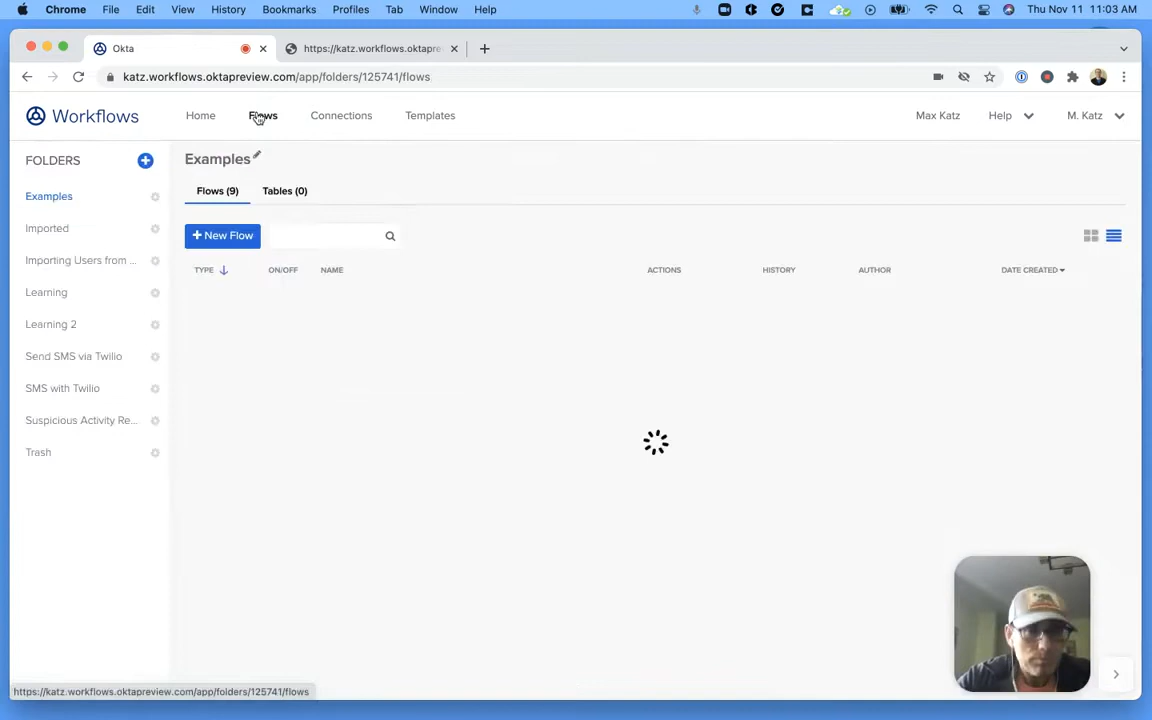 Chrome File Edit View History Bookmarks Profiles Tab Window Help Thu Nov 11 11:03 AM
Okta https://katz.workflows.oktapre
katz.workflows.oktapreview.com/app/folders/125741/flows
Workflows Home Flows Connections Templates Max Katz Help M. Katz
FOLDERS
Examples
Imported
Importing Users from ...
Learning
Learning 2
Send SMS via Twilio
SMS with Twilio
Suspicious Activity Re...
Trash
Examples
Flows (9) Tables (0)
+ New Flow
TYPE ON/OFF NAME ACTIONS HISTORY AUTHOR DATE CREATED
https://katz.workflows.oktapreview.com/app/folders/125741/flows